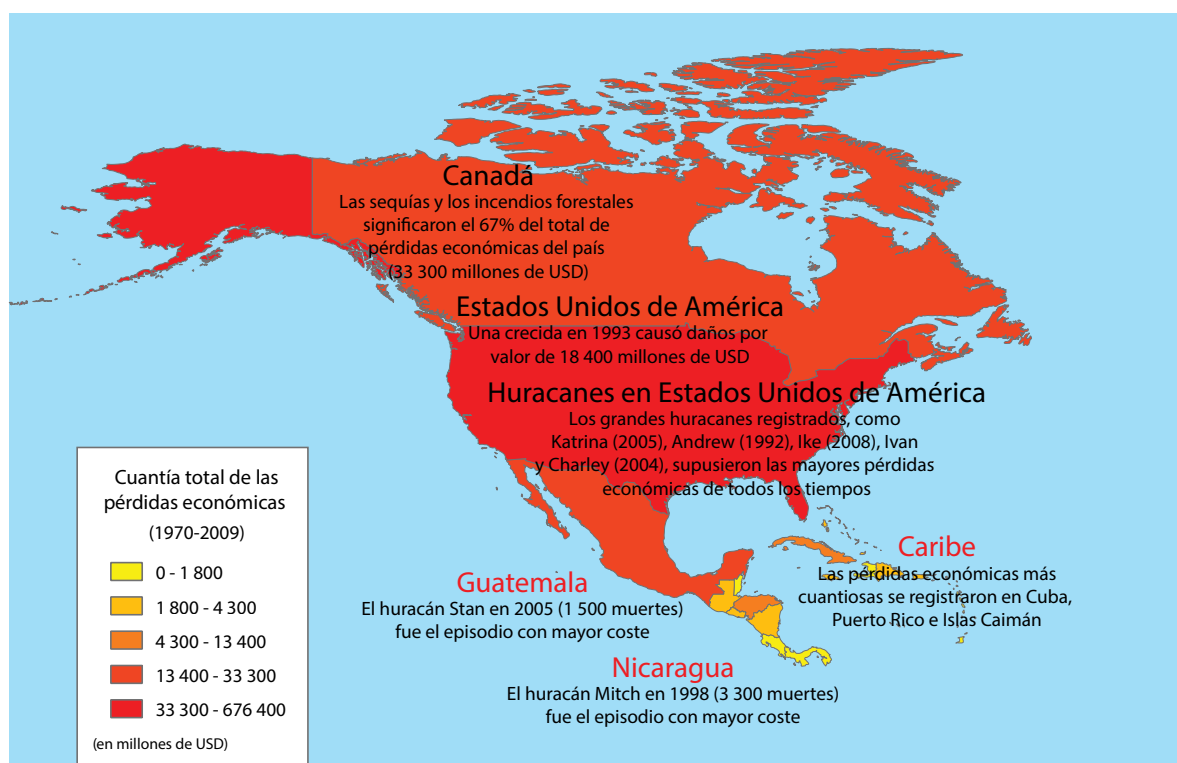 Canadá
Las sequías y los incendios forestales
significaron el 67% del total de
pérdidas económicas del país
(33 300 millones de USD)
Estados Unidos de América
Una crecida en 1993 causó daños por
valor de 18 400 millones de USD
Huracanes en Estados Unidos de América
Los grandes huracanes registrados, como
Katrina (2005), Andrew (1992), Ike (2008), Ivan
y Charley (2004), supusieron las mayores pérdidas
económicas de todos los tiempos
Cuantía total de las
pérdidas económicas
(1970-2009)
0 - 1 800
1 800 - 4 300
4 300 - 13 400
13 400 - 33 300
33 300 - 676 400
(en millones de USD)
Caribe
Las pérdidas económicas más
cuantiosas se registraron en Cuba,
Puerto Rico e Islas Caimán
Guatemala
El huracán Stan en 2005 (1 500 muertes)
fue el episodio con mayor coste
Nicaragua
El huracán Mitch en 1998 (3 300 muertes)
fue el episodio con mayor coste